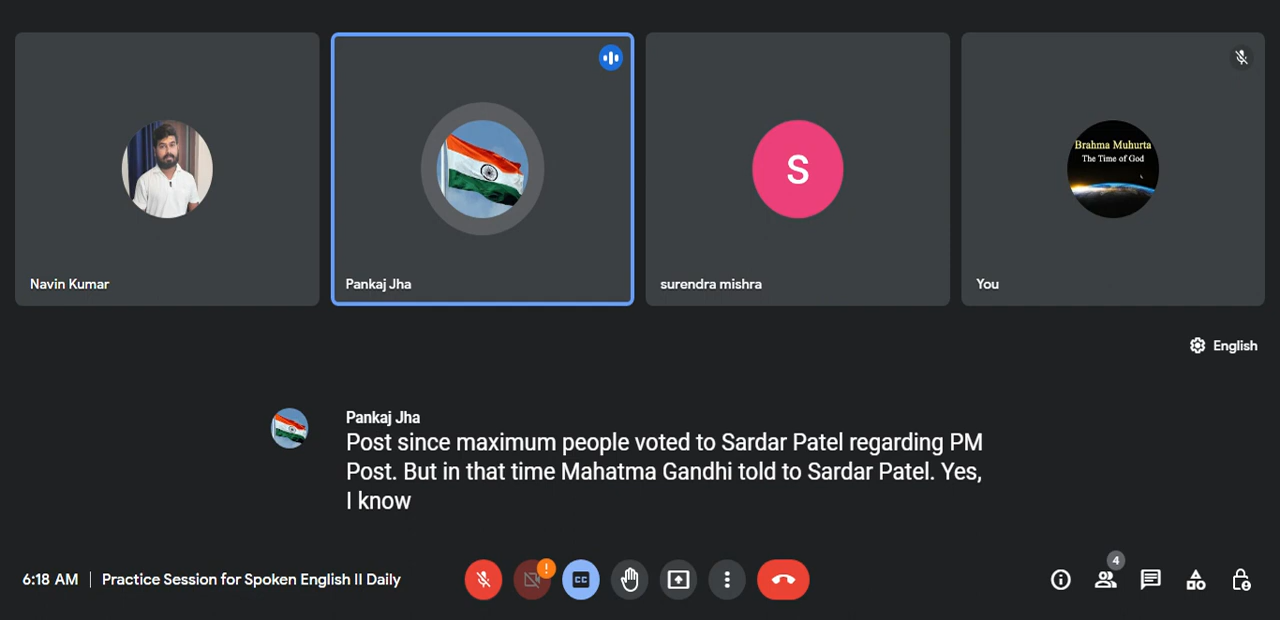 Brahma Muhurta
The Time of God
S
Navin Kumar
Pankaj Jha
surendra mishra
You
English
Pankaj Jha
Post since maximum people voted to Sardar Patel regarding PM
Post. But in that time Mahatma Gandhi told to Sardar Patel. Yes,
I know
4
6:18 AM | Practice Session for Spoken English II Daily
!
CC